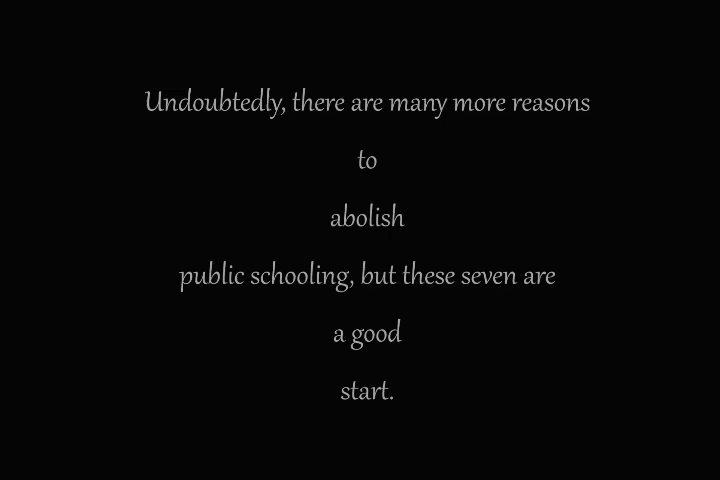 Undoubtedly, there are many more reasons
to
abolish
public schooling, but these seven are
a good
start.